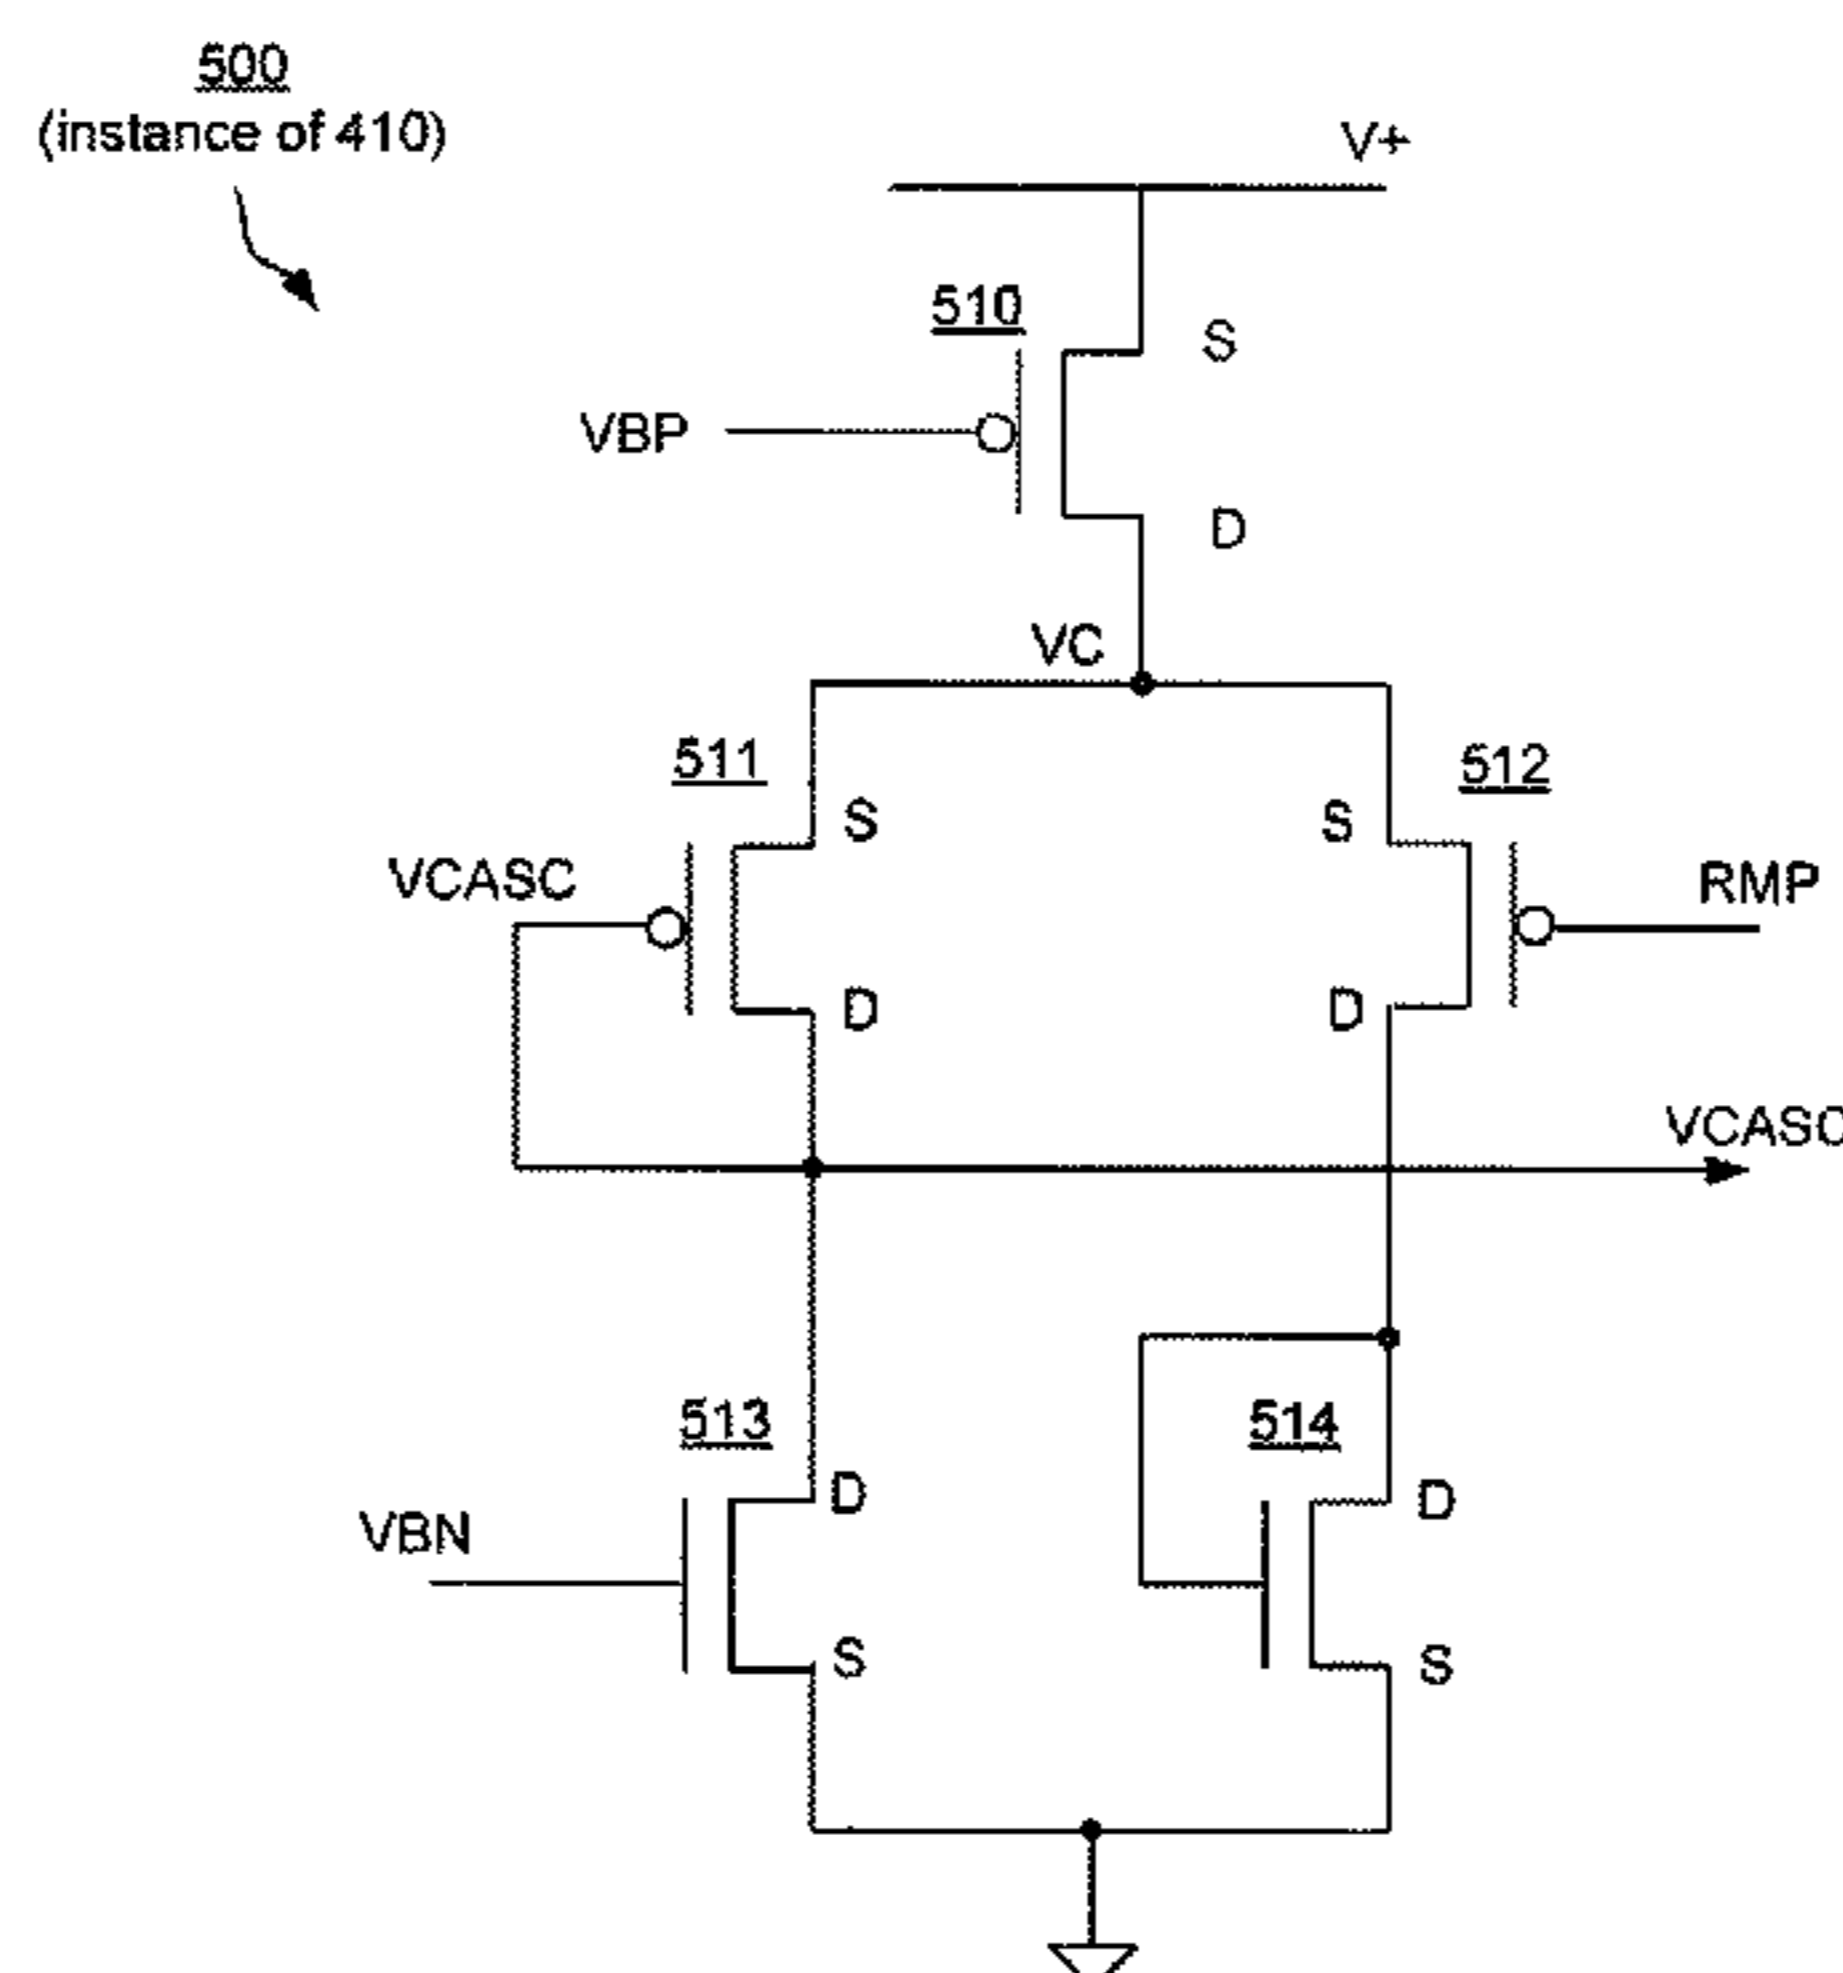 500
(instance of 410)
V+
510
S
VBP
D
VC
511
512
S
S
VCASC
RMP
D
D
VCASC
513
514
D
D
VBN
S
S